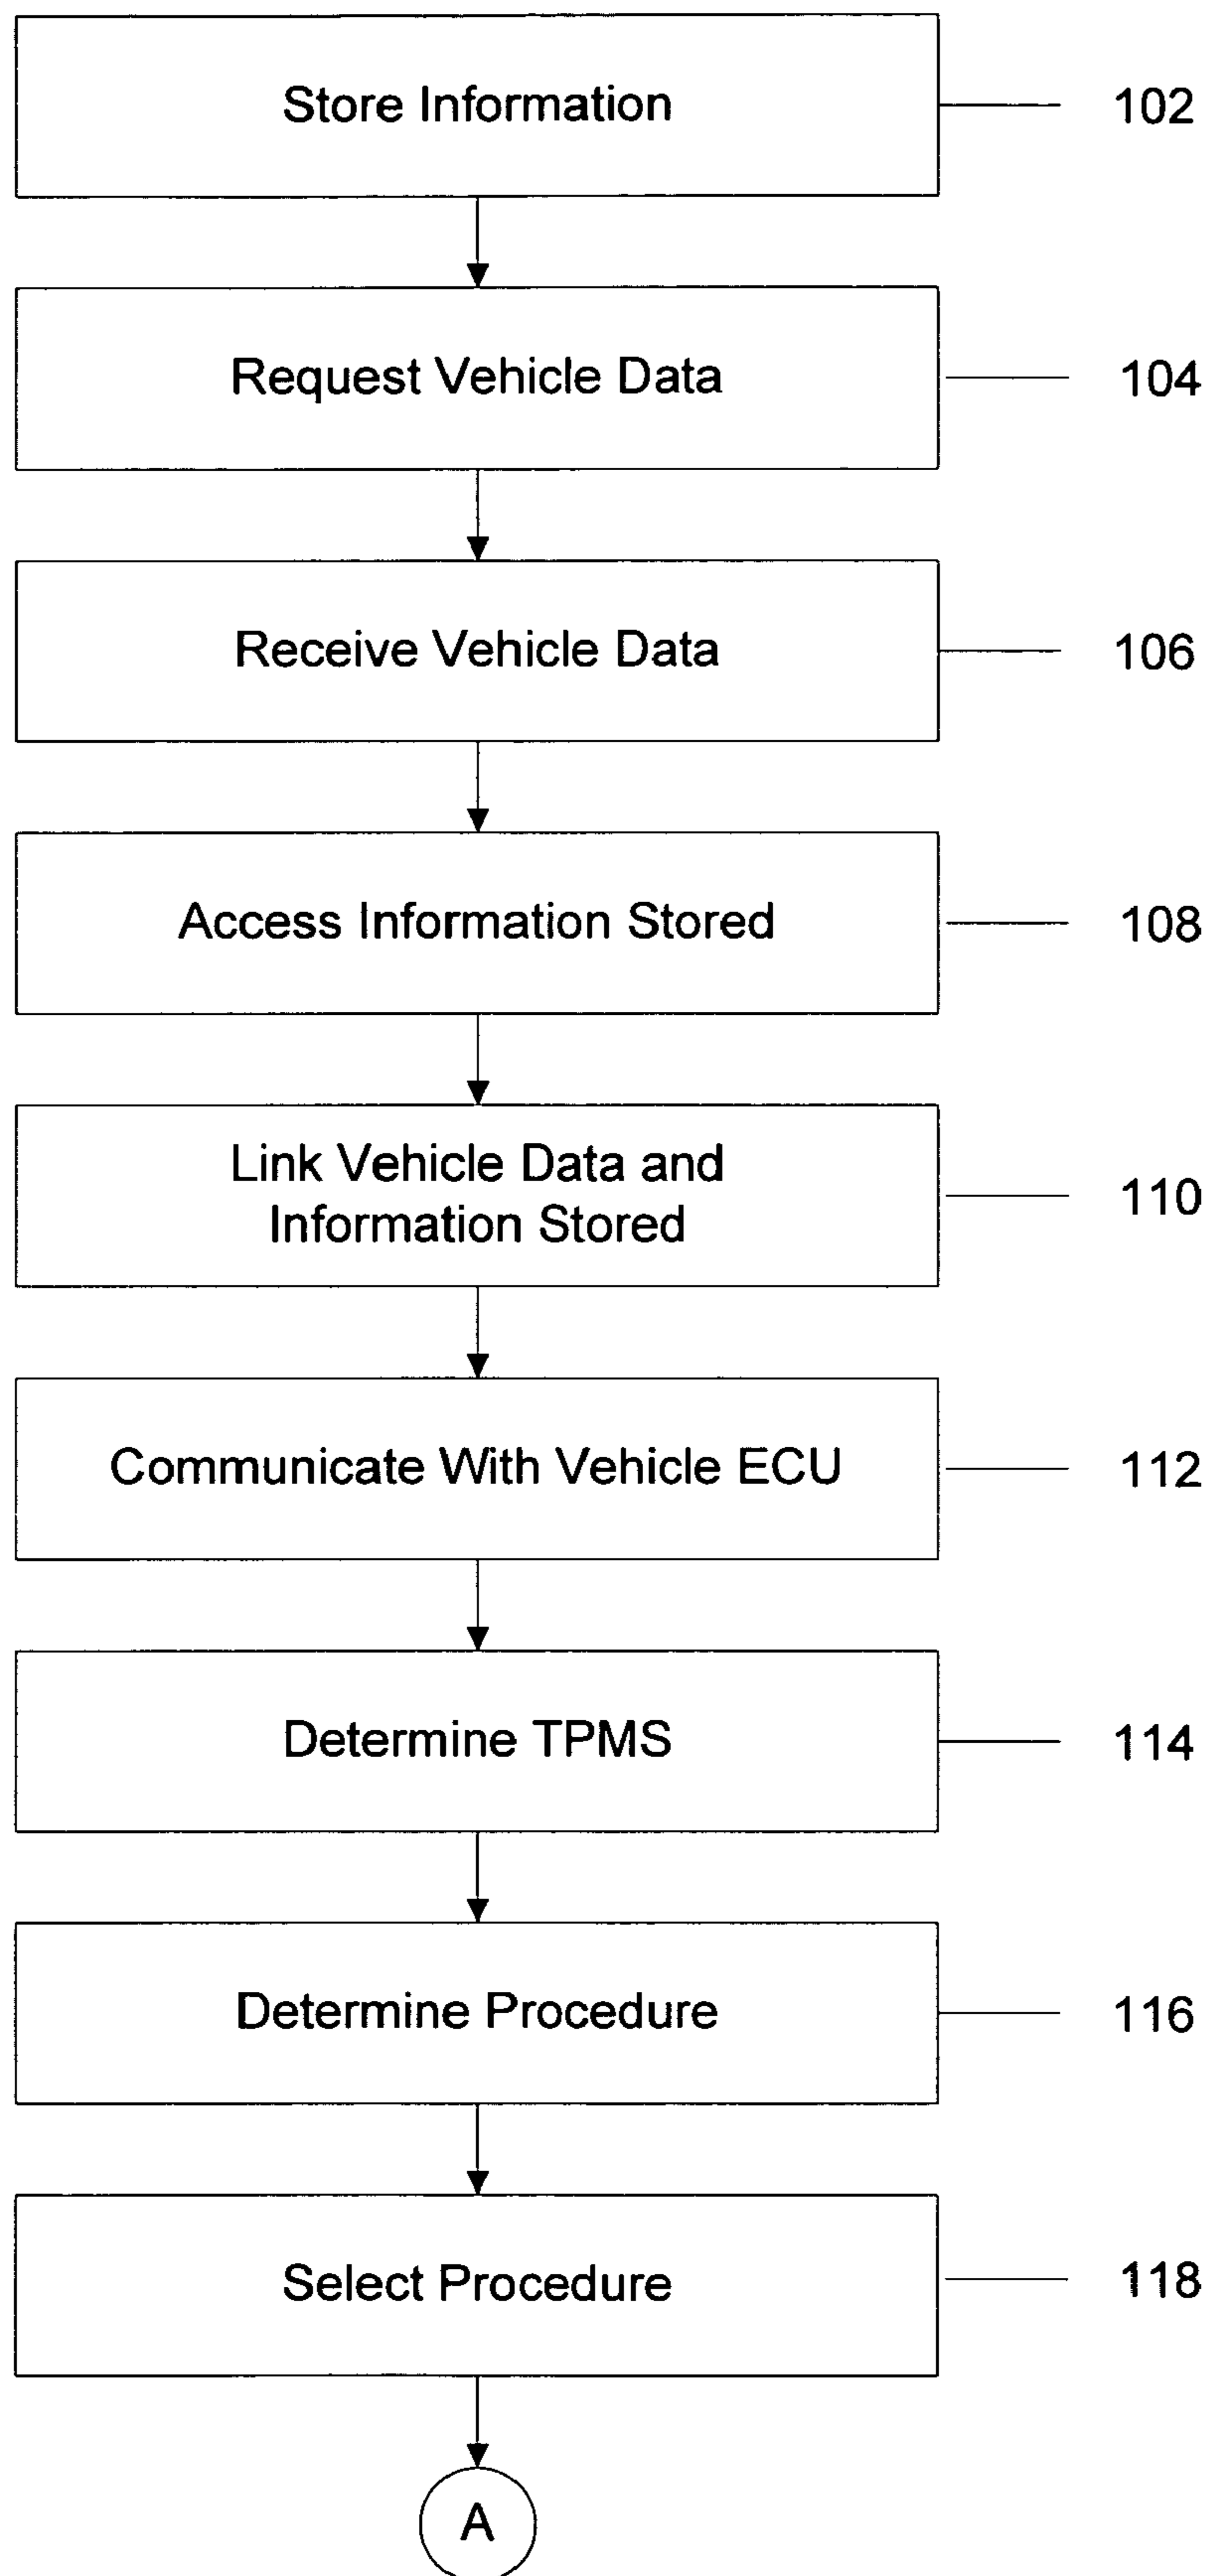 Store Information
102
Request Vehicle Data
104
Receive Vehicle Data
106
Access Information Stored
108
Link Vehicle Data and
Information Stored
110
Communicate With Vehicle ECU
112
Determine TPMS
114
Determine Procedure
116
Select Procedure
118
A